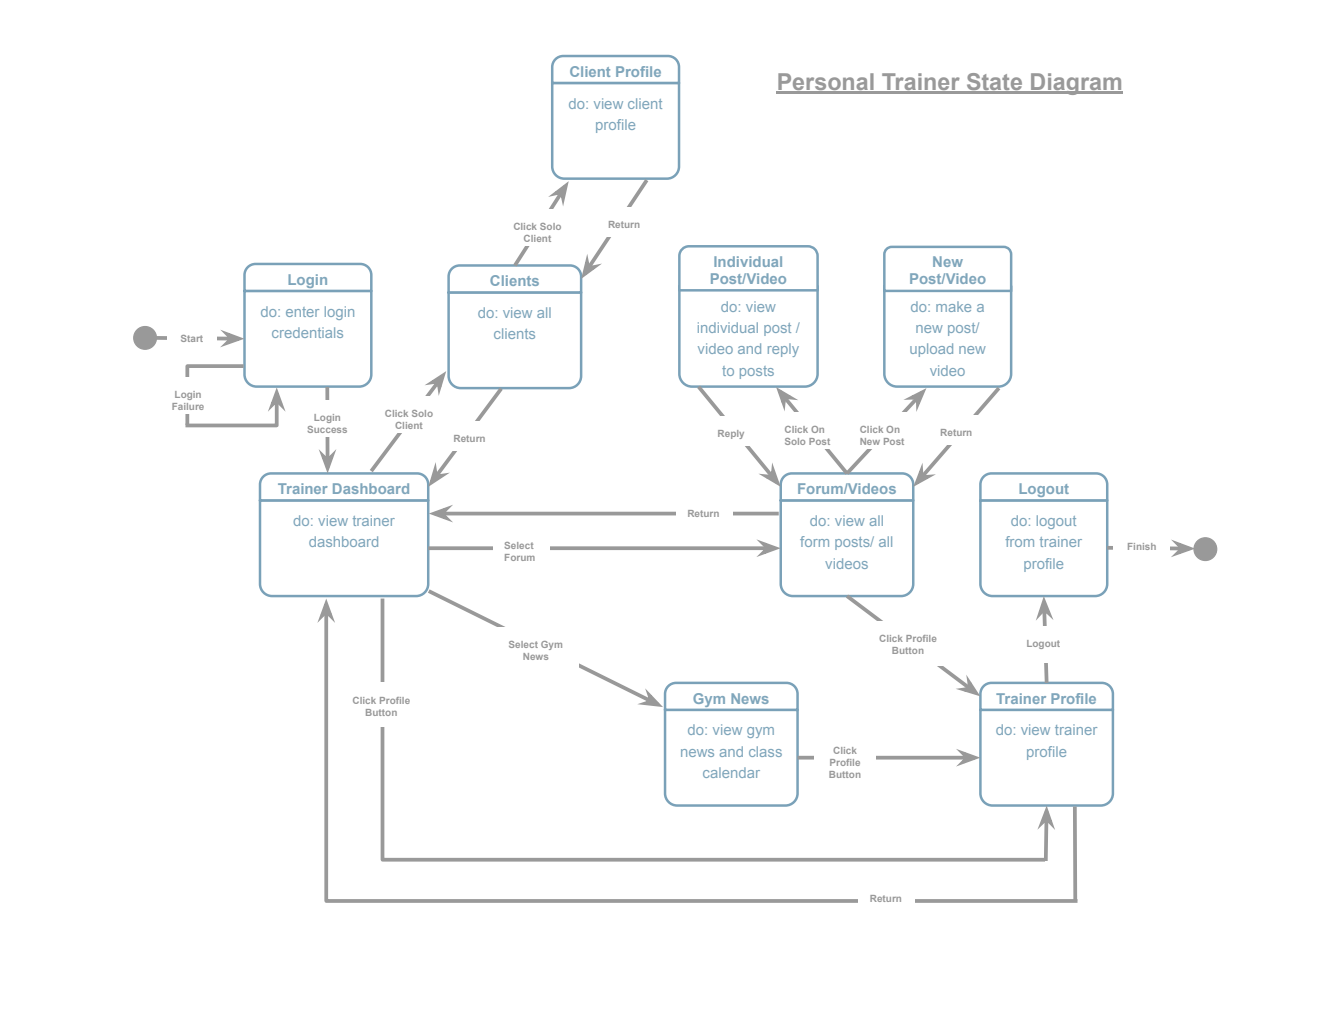 Client Profile
do: view client
profile
Personal Trainer State Diagram
Click Solo
Client
Return
Login
do: enter login
credentials
Clients
do: view all
clients
Individual
Post/Video
do: view
individual post /
video and reply
to posts
New
Post/Video
do: make a
new post/
upload new
video
Start
Login
Failure
Login
Success
Click Solo
Client
Return
Reply
Click On
Solo Post
Click On
New Post
Return
Trainer Dashboard
do: view trainer
dashboard
Return
Select
Forum
Forum/Videos
do: view all
form posts/ all
videos
Logout
do: logout
from trainer
profile
Finish
Select Gym
News
Click Profile
Button
Logout
Click Profile
Button
Gym News
do: view gym
news and class
calendar
Click
Profile
Button
Trainer Profile
do: view trainer
profile
Return